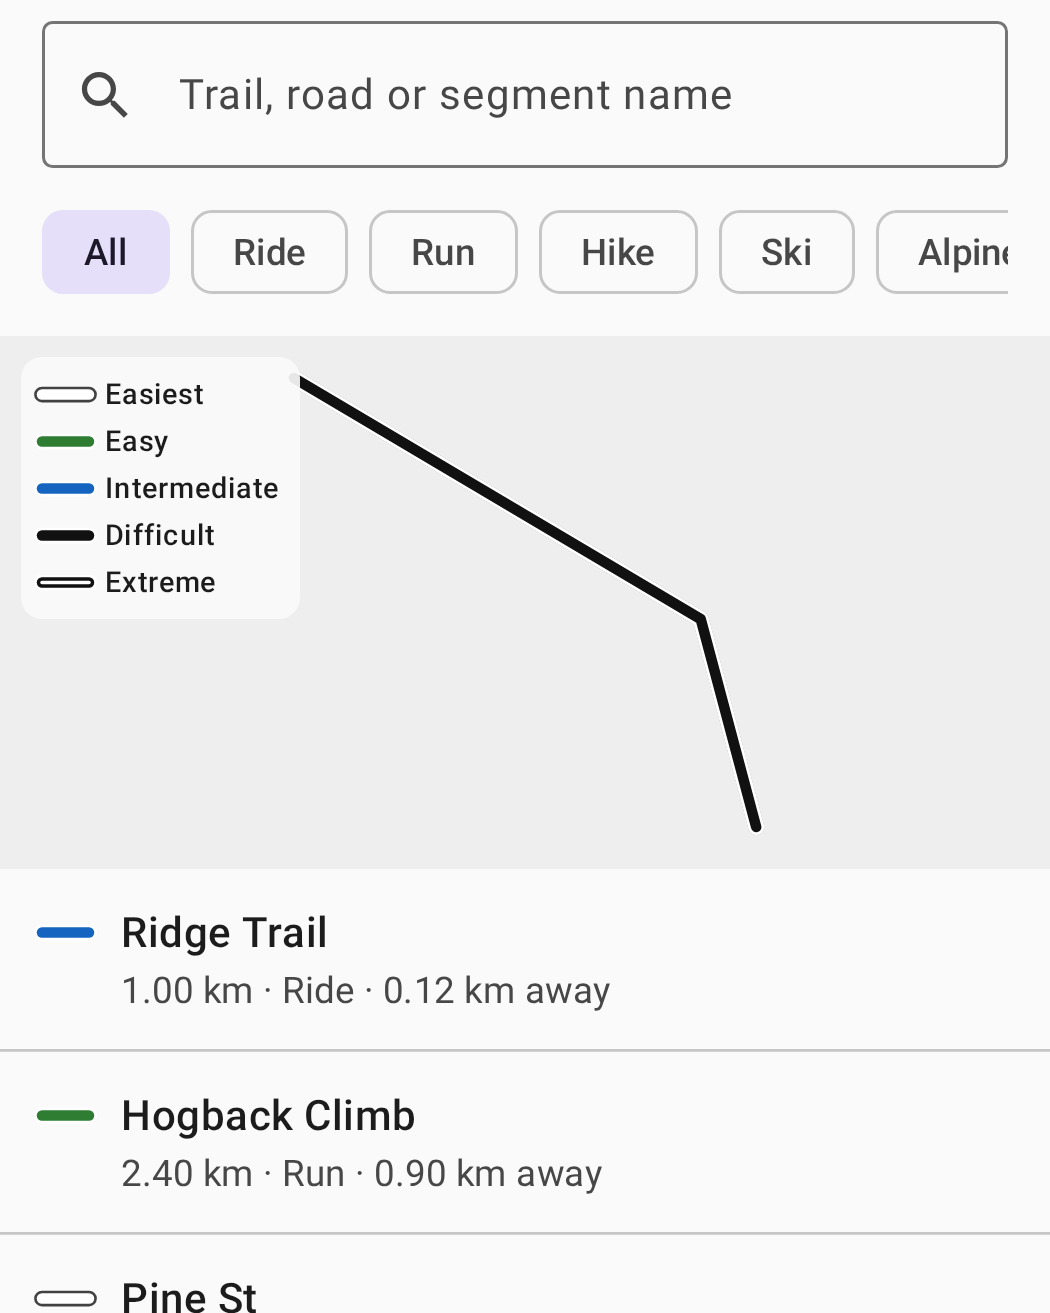 Trail, road or segment name
All Ride Run Hike Ski Alpine
Easiest
Easy
Intermediate
Difficult
Extreme
Ridge Trail
1.00 km · Ride · 0.12 km away
Hogback Climb
2.40 km · Run · 0.90 km away
Pine St